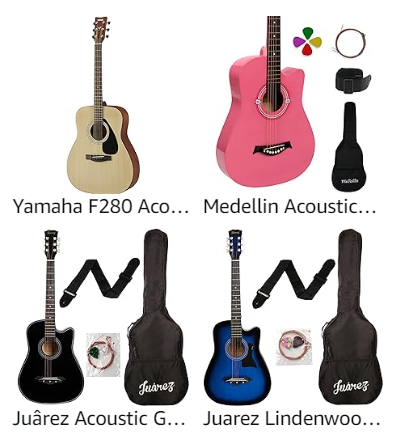 Yamaha F280 Aco...
Medellin Acoustic...
Juârez Acoustic G...
Juârez
Juarez Lindenwoo...
Juârez